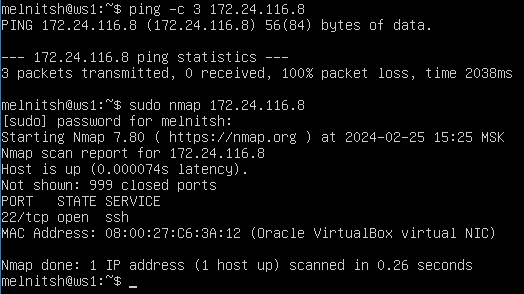 melnitsh@ws1:~$ ping -c 3 172.24.116.8
PING 172.24.116.8 (172.24.116.8) 56(84) bytes of data.
--- 172.24.116.8 ping statistics ---
3 packets transmitted, 0 received, 100% packet loss, time 2038ms
melnitsh@ws1:~$ sudo nmap 172.24.116.8
[sudo] password for melnitsh:
Starting Nmap 7.80 ( https://nmap.org ) at 2024-02-25 15:25 MSK
Nmap scan report for 172.24.116.8
Host is up (0.000074s latency).
Not shown: 999 closed ports
PORT   STATE SERVICE
22/tcp open  ssh
MAC Address: 08:00:27:C6:3A:12 (Oracle VirtualBox virtual NIC)
Nmap done: 1 IP address (1 host up) scanned in 0.26 seconds
melnitsh@ws1:~$ _